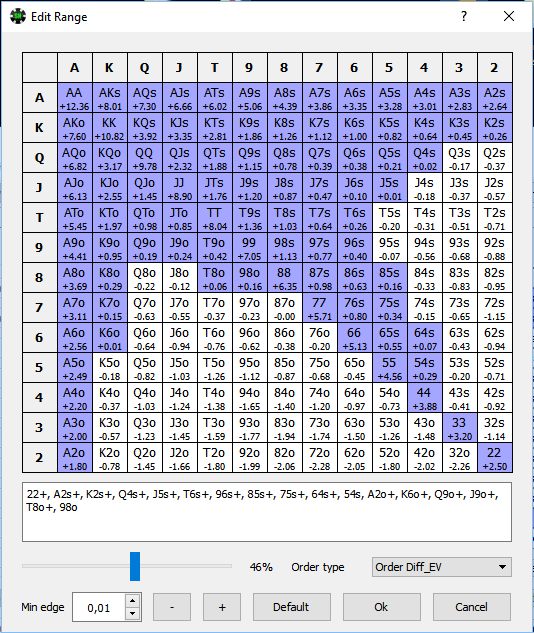 Edit Range
? ×
A K Q J T 9 8 7 6 5 4 3 2
A AA AKs AQs AJs ATs A9s A8s A7s A6s A5s A4s A3s A2s
+12.36 +8.01 +7.30 +6.66 +6.02 +5.06 +4.39 +3.86 +3.35 +3.28 +3.01 +2.83 +2.64
K AKo KK KQs KJs KTs K9s K8s K7s K6s K5s K4s K3s K2s
+7.60 +10.82 +3.92 +3.35 +2.81 +1.86 +1.26 +1.12 +1.00 +0.82 +0.64 +0.45 +0.26
Q AQo KQo QQ QJs QTs Q9s Q8s Q7s Q6s Q5s Q4s Q3s Q2s
+6.82 +3.17 +9.78 +2.32 +1.88 +1.15 +0.78 +0.39 +0.38 +0.21 +0.02 -0.17 -0.37
J AJo KJo QJo JJ JTs J9s J8s J7s J6s J5s J4s J3s J2s
+6.13 +2.55 +1.45 +8.90 +1.76 +1.20 +0.87 +0.47 +0.10 +0.01 -0.18 -0.37 -0.57
T ATo KTo QTo JTo TT T9s T8s T7s T6s T5s T4s T3s T2s
+5.45 +1.97 +0.98 +0.85 +8.04 +1.36 +1.03 +0.64 +0.26 -0.20 -0.31 -0.51 -0.71
9 A9o K9o Q9o J9o T9o 99 98s 97s 96s 95s 94s 93s 92s
+4.41 +0.95 +0.19 +0.24 +0.42 +7.05 +1.13 +0.77 +0.40 -0.07 -0.56 -0.68 -0.88
8 A8o K8o Q8o J8o T8o 98o 88 87s 86s 85s 84s 83s 82s
+3.69 +0.29 -0.22 -0.12 +0.06 +0.16 +6.35 +0.98 +0.63 +0.16 -0.33 -0.83 -0.95
7 A7o K7o Q7o J7o T7o 97o 87o 77 76s 75s 74s 73s 72s
+3.11 +0.15 -0.63 -0.55 -0.37 -0.23 -0.00 +5.71 +0.80 +0.34 -0.15 -0.65 -1.15
6 A6o K6o Q6o J6o T6o 96o 86o 76o 66 65s 64s 63s 62s
+2.56 +0.01 -0.64 -0.94 -0.76 -0.62 -0.38 -0.20 +5.13 +0.55 +0.07 -0.43 -0.94
5 A5o K5o Q5o J5o T5o 95o 85o 75o 65o 55 54s 53s 52s
+2.49 -0.18 -0.82 -1.03 -1.26 -1.12 -0.87 -0.68 -0.45 +4.56 +0.29 -0.20 -0.71
4 A4o K4o Q4o J4o T4o 94o 84o 74o 64o 54o 44 43s 42s
+2.20 -0.37 -1.03 -1.24 -1.38 -1.65 -1.40 -1.20 -0.97 -0.73 +3.88 -0.41 -0.92
3 A3o K3o Q3o J3o T3o 93o 83o 73o 63o 53o 43o 33 32s
+2.00 -0.57 -1.23 -1.45 -1.59 -1.77 -1.94 -1.74 -1.50 -1.26 -1.48 +3.20 -1.14
2 A2o K2o Q2o J2o T2o 92o 82o 72o 62o 52o 42o 32o 22
+1.80 -0.78 -1.45 -1.66 -1.80 -1.99 -2.06 -2.28 -2.05 -1.80 -2.02 -2.26 +2.50
22+, A2s+, K2s+, Q4s+, J5s+, T6s+, 96s+, 85s+, 75s+, 64s+, 54s, A2o+, K6o+, Q9o+, J9o+,
T8o+, 98o
46% Order type Order Diff_EV
Min edge 0,01 - + Default Ok Cancel